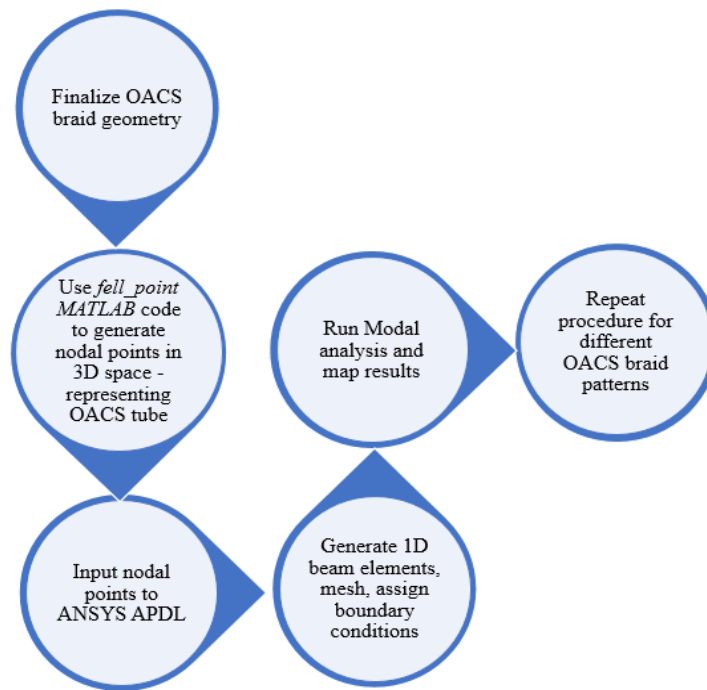 Finalize OACS
braid geometry
Use fell_point
MATLAB code
to generate
nodal points in
3D space -
representing
OACS tube
Input nodal
points to
ANSYS APDL
Generate 1D
beam elements,
mesh, assign
boundary
conditions
Run Modal
analysis and
map results
Repeat
procedure for
different
OACS braid
patterns